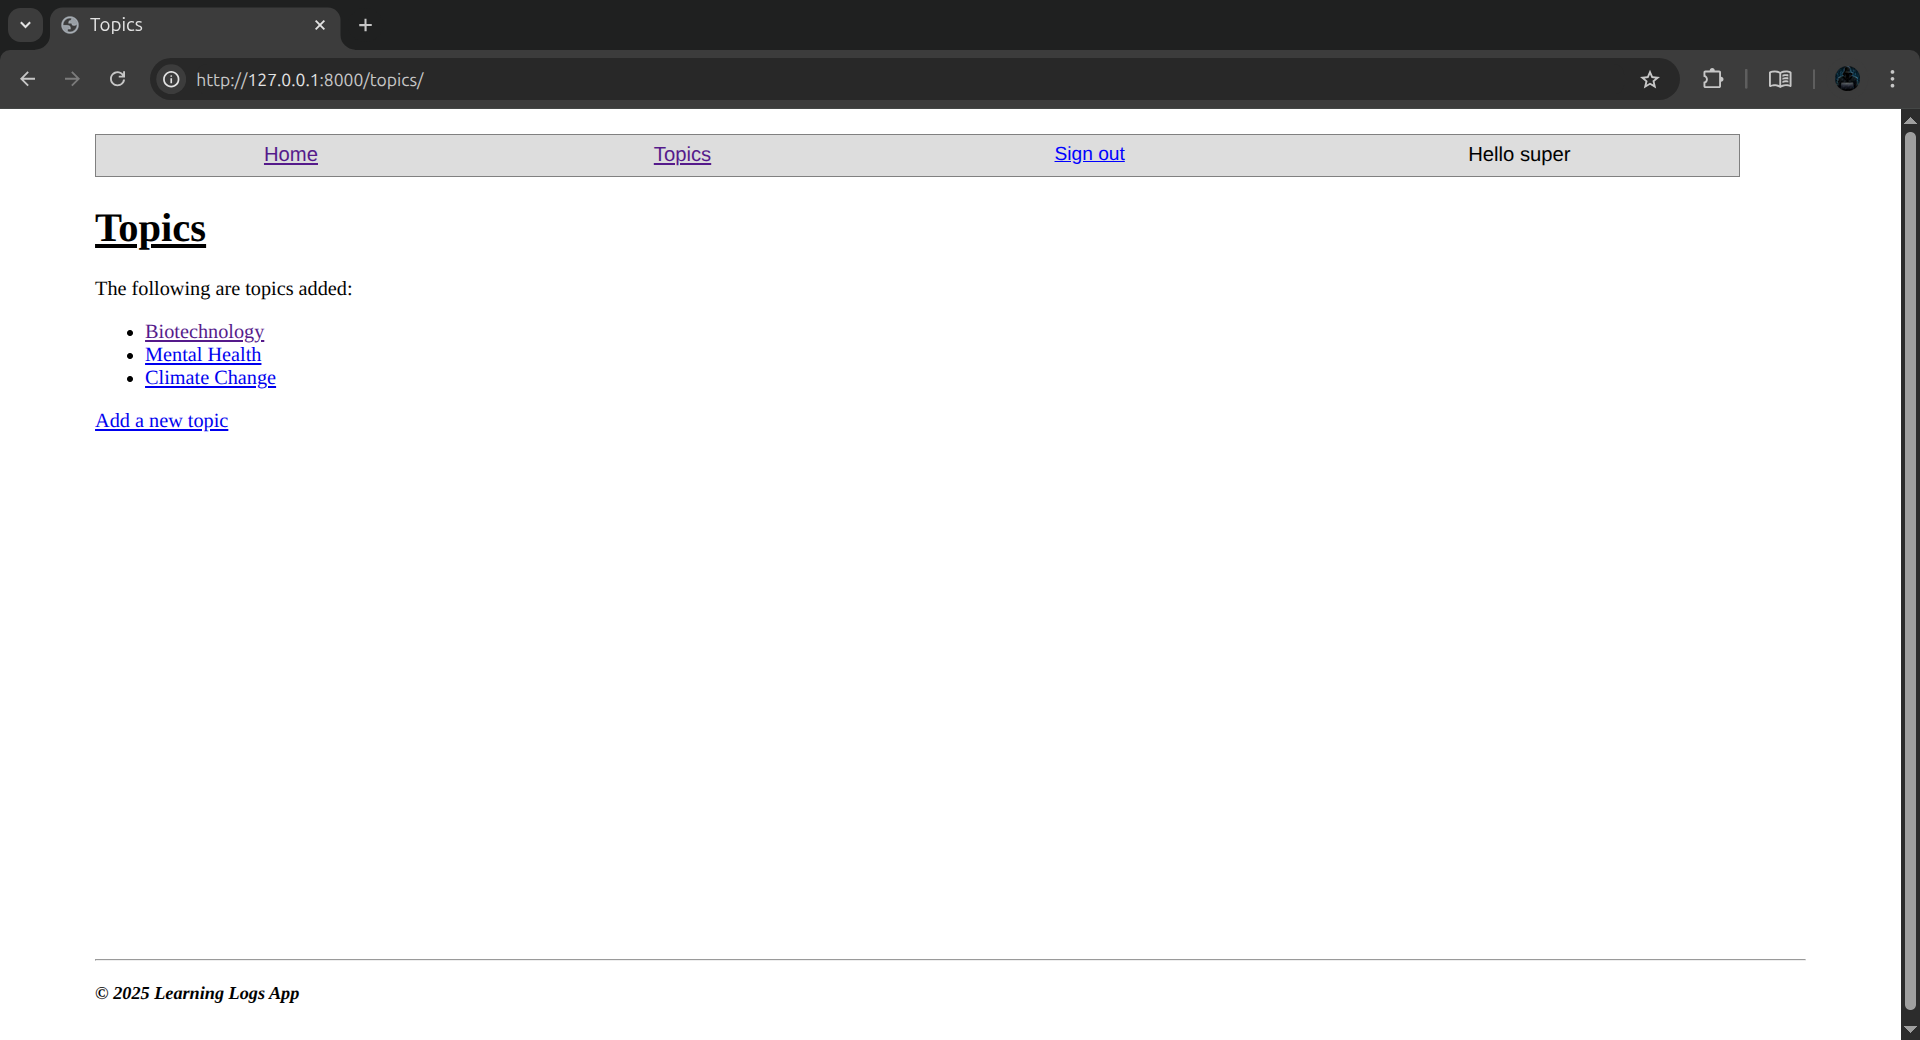 Topics
http://127.0.0.1:8000/topics/
Home Topics Sign out Hello super
Topics
The following are topics added:
Biotechnology
Mental Health
Climate Change
Add a new topic
© 2025 Learning Logs App